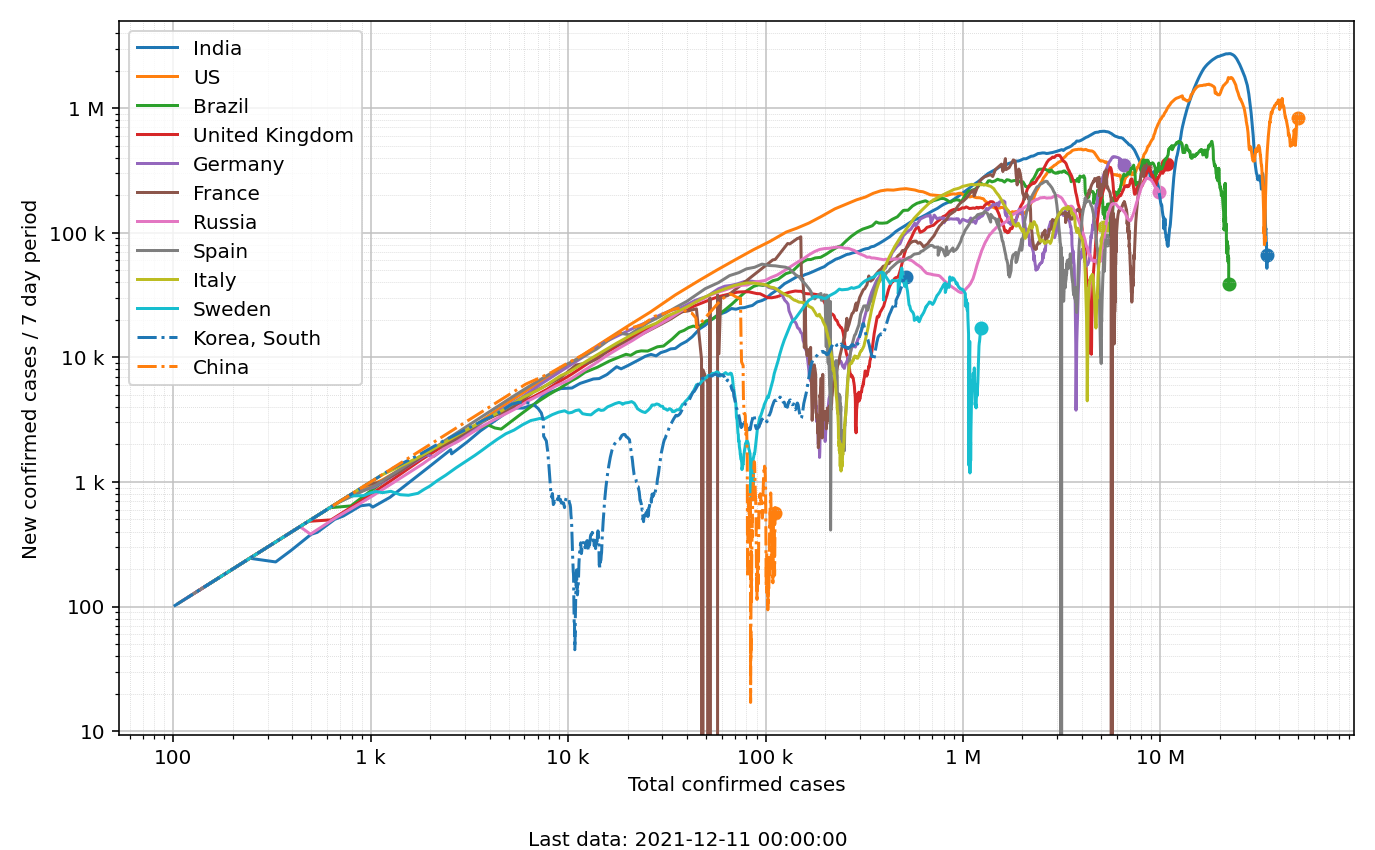 India
US
Brazil
United Kingdom
Germany
France
Russia
Spain
Italy
Sweden
Korea, South
China
New confirmed cases / 7 day period
1 M
100 k
10 k
1 k
100
10
100 1 k 10 k 100 k 1 M 10 M
Total confirmed cases
Last data: 2021-12-11 00:00:00